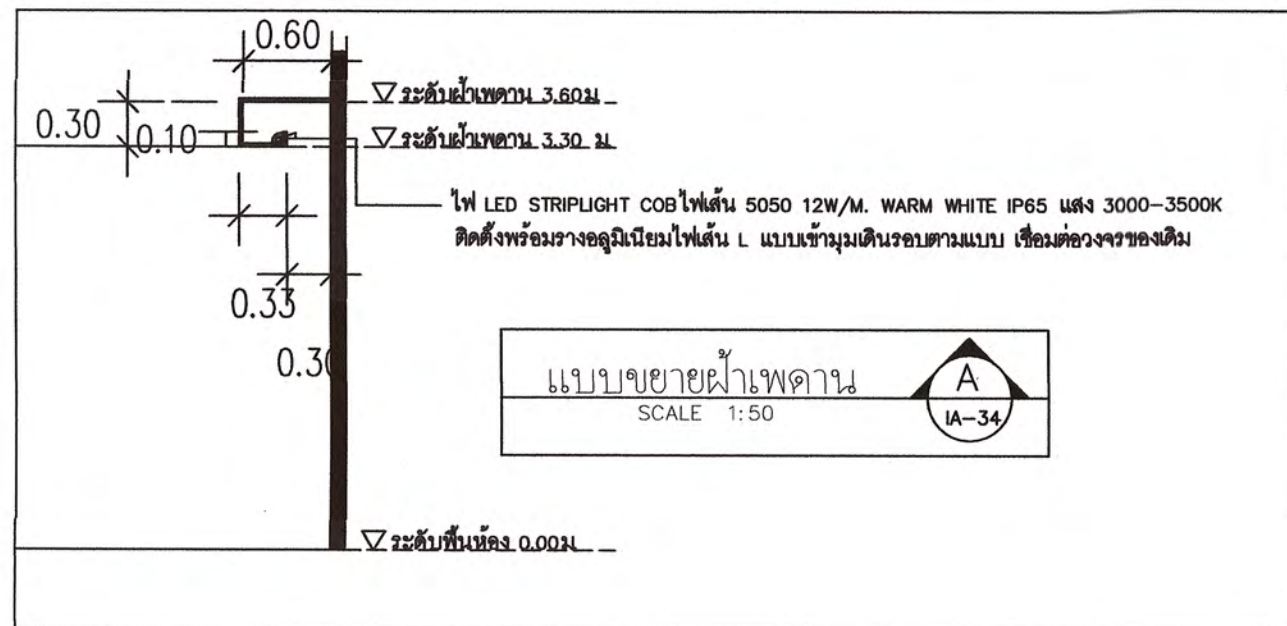 0.60
ระดับฝ้าเพดาน 3.60ม
0.30
0.10
ระดับฝ้าเพดาน 3.30 ม
ไฟ LED STRIPLIGHT COB ไฟเส้น 5050 12W/M. WARM WHITE IP65 แสง 3000-3500K
ติดตั้งพร้อมรางอลูมิเนียมไฟเส้น L แบบเข้ามุมเดินรอบตามแบบ เชื่อมต่อวงจรของเดิม
0.33
0.30
แบบขยายฝ้าเพดาน
SCALE 1:50
A
IA-34
ระดับพื้นห้อง 0.00ม